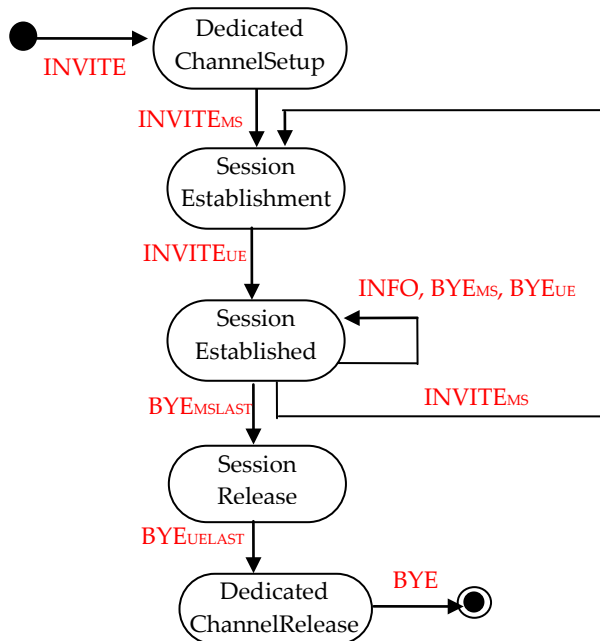 Dedicated
ChannelSetup
INVITE
INVITEMS
Session
Establishment
INVITEUE
INFO, BYEMS, BYEUE
Session
Established
BYEMSLAST
INVITEMS
Session
Release
BYEUELAST
Dedicated
ChannelRelease
BYE